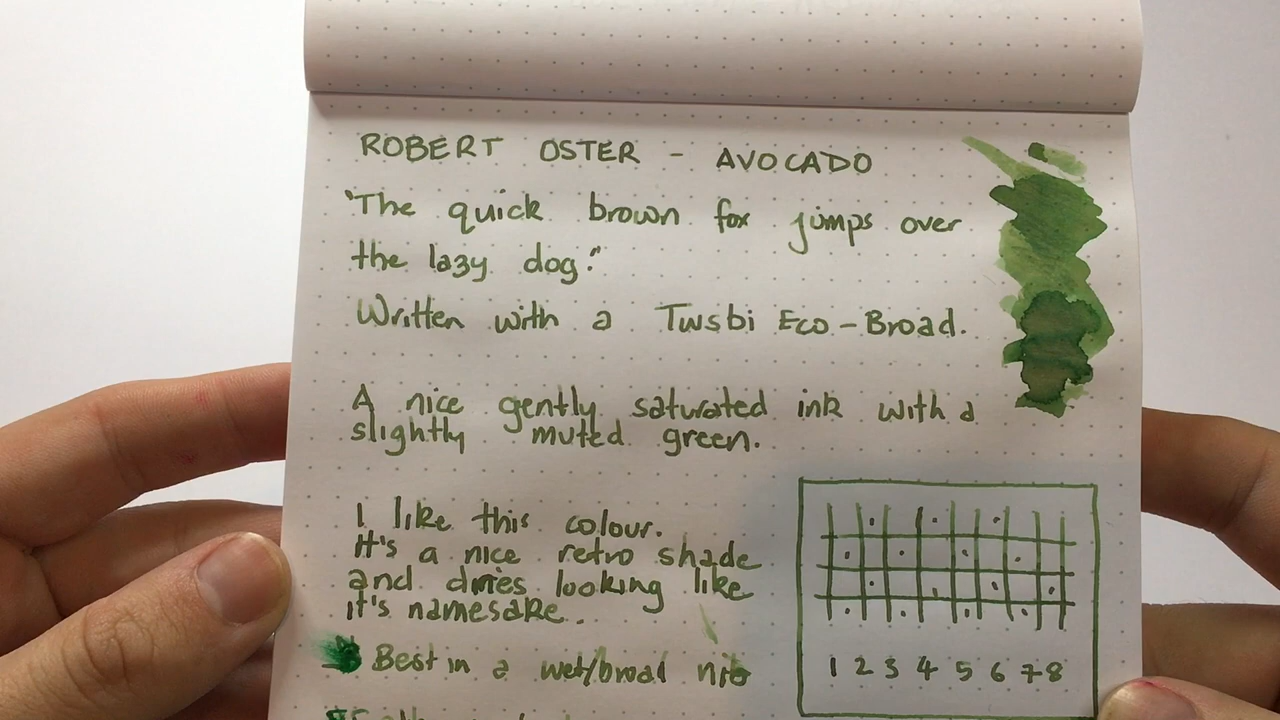 ROBERT OSTER - AVOCADO
"The quick brown fox jumps over
the lazy dog."
Written with a Twsbi Eco - Broad.
A nice gently saturated ink with a
slightly muted green.
I like this colour.
It's a nice retro shade
and dries looking like
it's namesake.
Best in a wet/broad nib
1 2 3 4 5 6 7 8